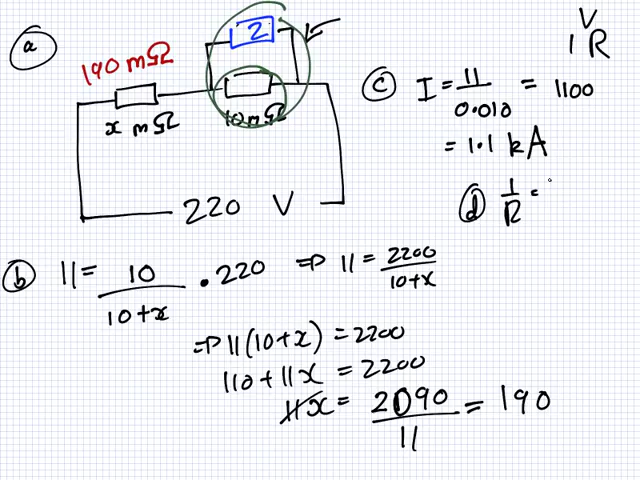 a
190 mΩ
x mΩ
2
10 mΩ
220 V
V
I R
c I = 11 / 0.010 = 1100
= 1.1 kA
d 1/R =
b 11 = 10 / 10+x . 220 ⇒ 11 = 2200 / 10+x
⇒ 11(10+x) = 2200
110 + 11x = 2200
11x = 2090 / 11 = 190